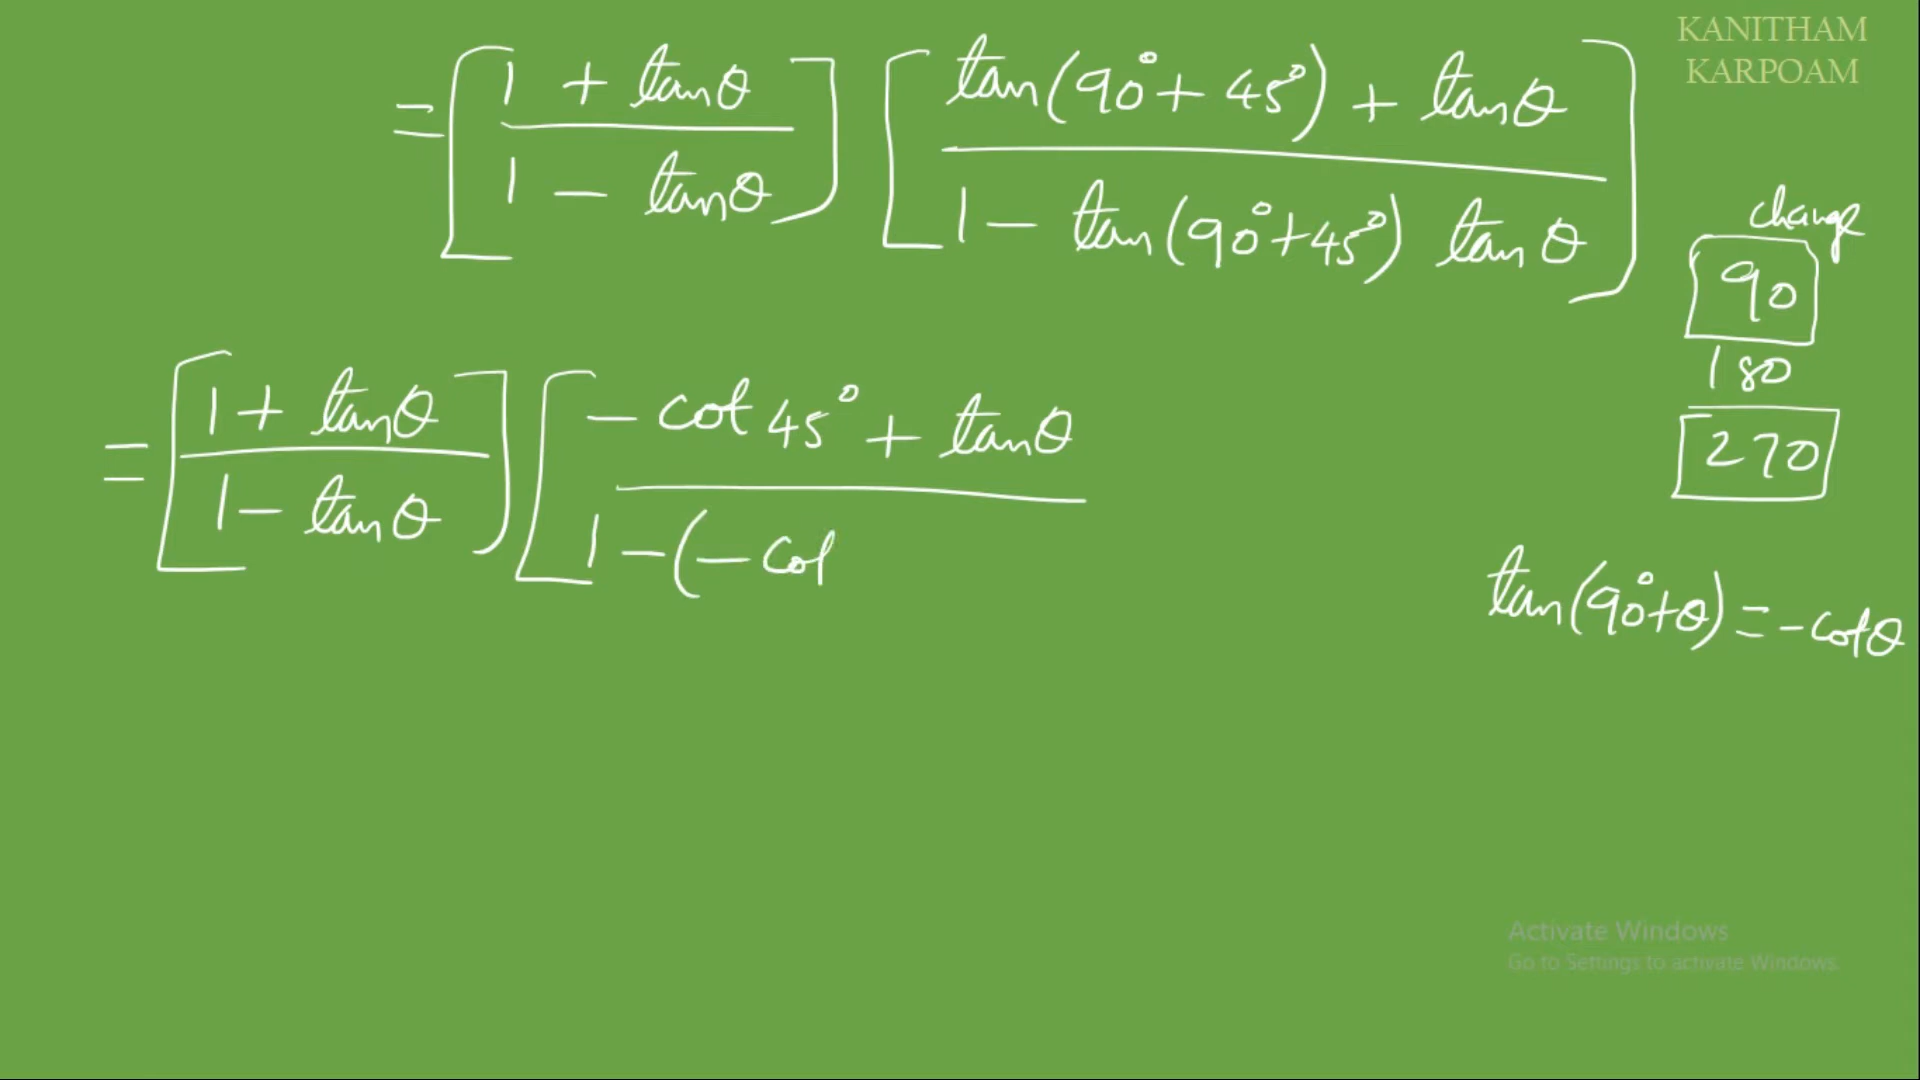 KANITHAM
KARPOAM
= [1 + tanθ / 1 - tanθ] [tan(90° + 45°) + tanθ / 1 - tan(90° + 45°) tanθ]
change
90
180
270
= [1 + tanθ / 1 - tanθ] [- cot 45° + tanθ / 1 - (- cot
tan(90° + θ) = - cotθ
Activate Windows
Go to Settings to activate Windows.